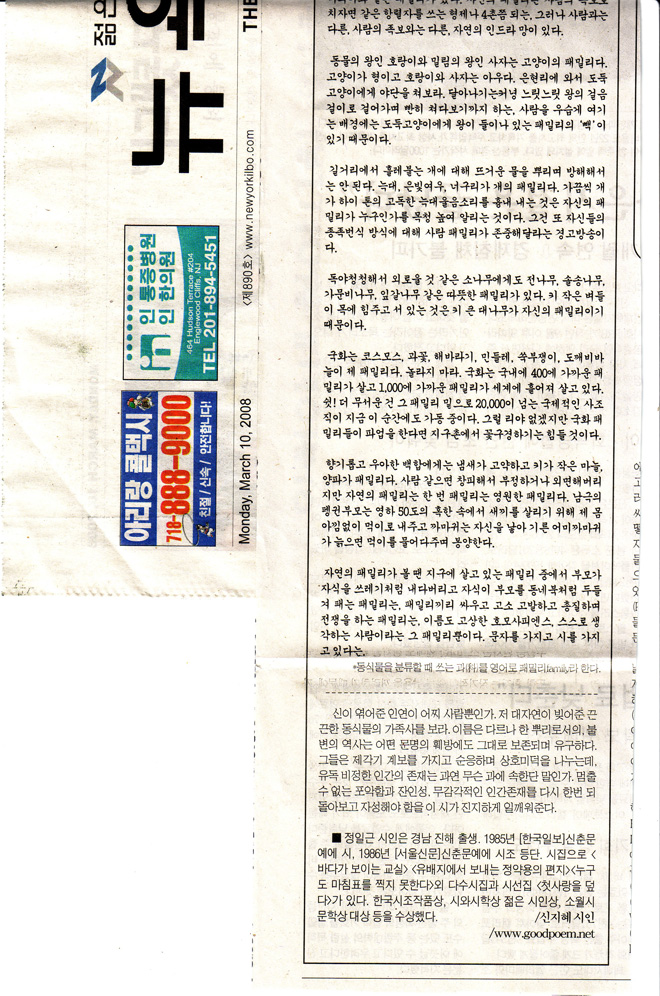 치자면 같은 항렬자를 쓰는 형제나 4촌쯤 되는, 그러나 사람과는
다른, 사람의 족보와는 다른, 자연의 인드라 망이 있다.
동물의 왕인 호랑이와 밀림의 왕인 사자는 고양이의 패밀리다.
고양이가 형이고 호랑이와 사자는 아우다. 은현리에 와서 도둑
고양이에게 야단을 쳐보라. 달아나기는커녕 느릿느릿 왕의 걸음
걸이로 걸어가며 빤히 쳐다보기까지 하는, 사람을 우습게 여기
는 배경에는 도둑고양이에게 왕이 둘이나 있는 패밀리의 '빽'이
있기 때문이다.
길거리에서 흘레붙는 개에 대해 뜨거운 물을 뿌리며 방해해서
는 안 된다. 늑대, 은빛여우, 너구리가 개의 패밀리다. 가끔씩 개
가 하이 톤의 고독한 늑대울음소리를 흉내 내는 것은 자신의 패
밀리가 누구인가를 목청 높여 알리는 것이다. 그건 또 자신들의
종족번식 방식에 대해 사람 패밀리가 존중해달라는 경고방송이
다.
독야청청해서 외로울 것 같은 소나무에게도 전나무, 솔송나무,
가문비나무, 잎갈나무 같은 따뜻한 패밀리가 있다. 키 작은 벼들
이 목에 힘주고 서 있는 것은 키 큰 대나무가 자신의 패밀리이기
때문이다.
국화는 코스모스, 과꽃, 해바라기, 민들레, 쑥부쟁이, 도깨비바
늘이 제 패밀리다. 놀라지 마라. 국화는 국내에 400에 가까운 패
밀리가 살고 1,000에 가까운 패밀리가 세계에 흩어져 살고 있다.
쉿! 더 무서운 건 그 패밀리 밑으로 20,000이 넘는 국제적인 사조
직이 지금 이 순간에도 가동 중이다. 그럴 리야 없겠지만 국화 패
밀리들이 파업을 한다면 지구촌에서 꽃구경하기는 힘들 것이다.
향기롭고 우아한 백합에게는 냄새가 고약하고 키가 작은 마늘,
양파가 패밀리다. 사람 같으면 창피해서 부정하거나 외면해버리
지만 자연의 패밀리는 한 번 패밀리는 영원한 패밀리다. 남극의
펭귄부모는 영하 50도의 혹한 속에서 새끼를 살리기 위해 제 몸
아낌없이 먹이로 내주고 까마귀는 자신을 낳아 기른 어미까마귀
가 늙으면 먹이를 물어다주며 봉양한다.
자연의 패밀리가 볼 땐 지구에 살고 있는 패밀리 중에서 부모가
자식을 쓰레기처럼 내다버리고 자식이 부모를 동네북처럼 두들
겨 패는 패밀리는, 패밀리끼리 싸우고 고소 고발하고 총질하며
전쟁을 하는 패밀리는, 이름도 고상한 호모사피엔스, 스스로 생
각하는 사람이라는 그 패밀리뿐이다. 문자를 가지고 시를 가지
고 있다는.
*동식물을 분류할 때 쓰는 과(科)를 영어로 패밀리family라 한다.
신이 엮어준 인연이 어찌 사람뿐인가. 저 대자연이 빚어준 끈
끈한 동식물의 가족사를 보라. 이름은 다르나 한 뿌리로서의, 불
변의 역사는 어떤 문명의 훼방에도 그대로 보존되며 유구하다.
그들은 제각기 계보를 가지고 순응하며 상호미덕을 나누는데,
유독 비정한 인간의 존재는 과연 무슨 과에 속한단 말인가. 멈출
수 없는 포악함과 잔인성, 무감각적인 인간존재를 다시 한번 되
돌아보고 자성해야 함을 이 시가 진지하게 일깨워준다.
■ 정일근 시인은 경남 진해 출생. 1985년 [한국일보]신춘문
예에 시, 1986년 [서울신문]신춘문예에 시조 등단. 시집으로 <
바다가 보이는 교실> <유배지에서 보내는 정약용의 편지> <누구
도 마침표를 찍지 못한다>외 다수시집과 시선집 <첫사랑을 덮
다>가 있다. 한국시조작품상, 시와시학상 젊은 시인상, 소월시
문학상 대상 등을 수상했다. /신지혜 시인
/www.goodpoem.net
젊은
뉴욕
THE
<제890호> www.newyorkilbo.com
Monday, March 10, 2008
인 통증병원
인 한의원
464 Hudson Terrace #204
Englewood Cliffs, NJ
TEL 201-894-5451
아리랑 콜택시
718-888-9000
친절 / 신속 / 안전합니다!